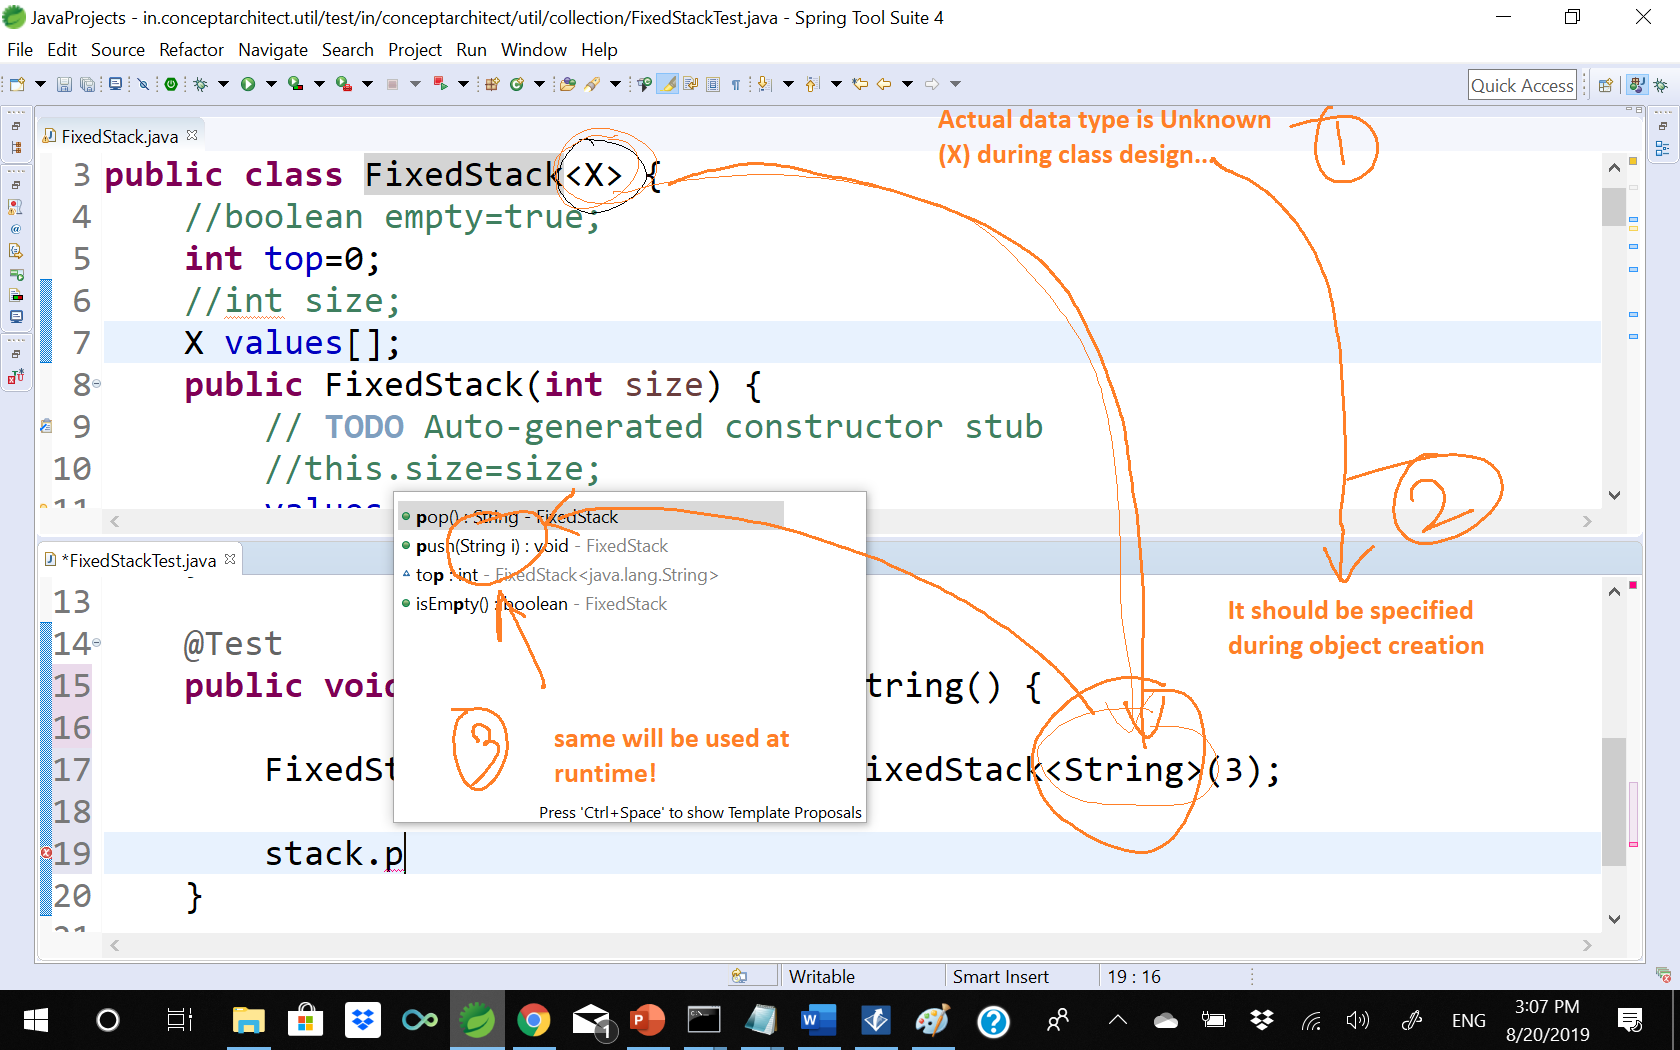 JavaProjects - in.conceptarchitect.util/test/in/conceptarchitect/util/collection/FixedStackTest.java - Spring Tool Suite 4
File Edit Source Refactor Navigate Search Project Run Window Help
Quick Access
FixedStack.java
Actual data type is Unknown
(X) during class design...
1
3 public class FixedStack<X> {
4 //boolean empty=true;
5 int top=0;
6 //int size;
7 X values[];
8 public FixedStack(int size) {
9 // TODO Auto-generated constructor stub
10 //this.size=size;
11 values
2
pop() : String - FixedStack
push(String i) : void - FixedStack
top : int - FixedStack<java.lang.String>
isEmpty() : boolean - FixedStack
3
same will be used at
runtime!
Press 'Ctrl+Space' to show Template Proposals
It should be specified
during object creation
*FixedStackTest.java
13
14 @Test
15 public void tring() {
16
17 FixedSt ixedStack<String>(3);
18
19 stack.p
20 }
21
Writable Smart Insert 19 : 16
1
ENG
3:07 PM
8/20/2019